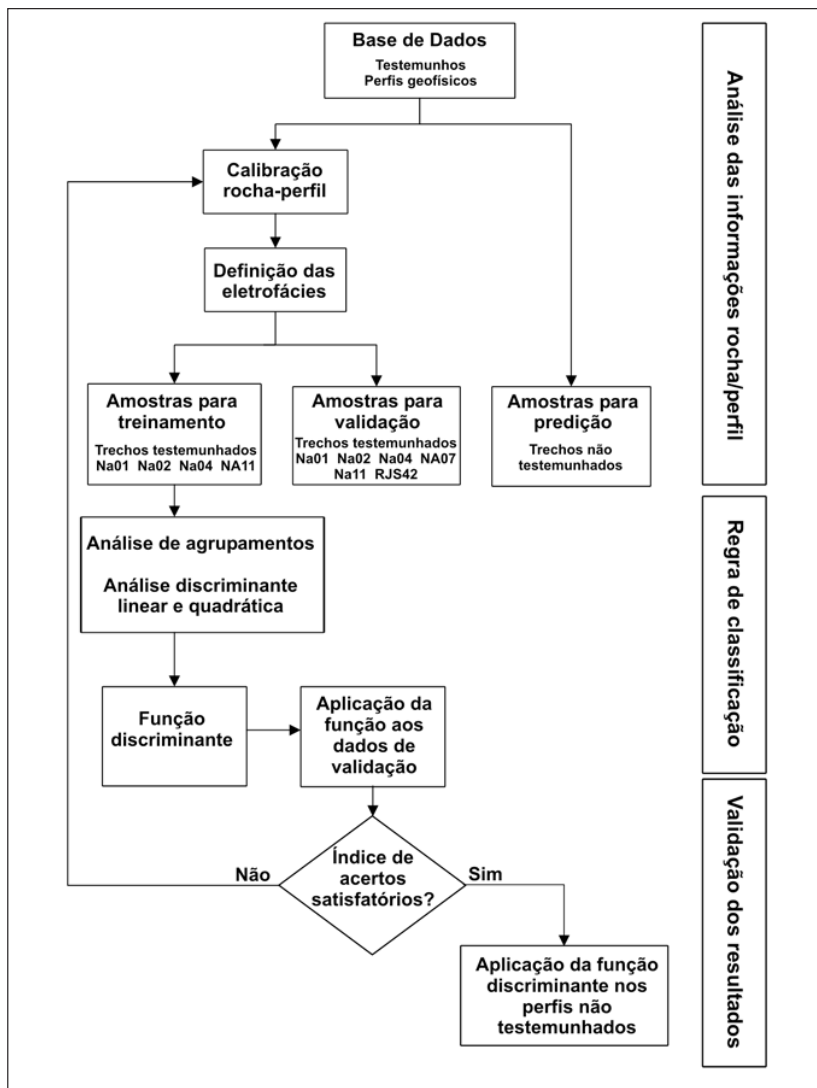 Base de Dados
Testemunhos
Perfis geofísicos
Calibração
rocha-perfil
Definição das
eletrofácies
Amostras para
treinamento
Trechos testemunhados
Na01 Na02 Na04 NA11
Amostras para
validação
Trechos testemunhados
Na01 Na02 Na04 NA07
Na11 RJS42
Amostras para
predição
Trechos não
testemunhados
Análise das informações rocha/perfil
Análise de agrupamentos
Análise discriminante
linear e quadrática
Função
discriminante
Aplicação da
função aos
dados de
validação
Regra de classificação
Índice de
acertos
satisfatórios?
Não
Sim
Aplicação da função
discriminante nos
perfis não
testemunhados
Validação dos resultados